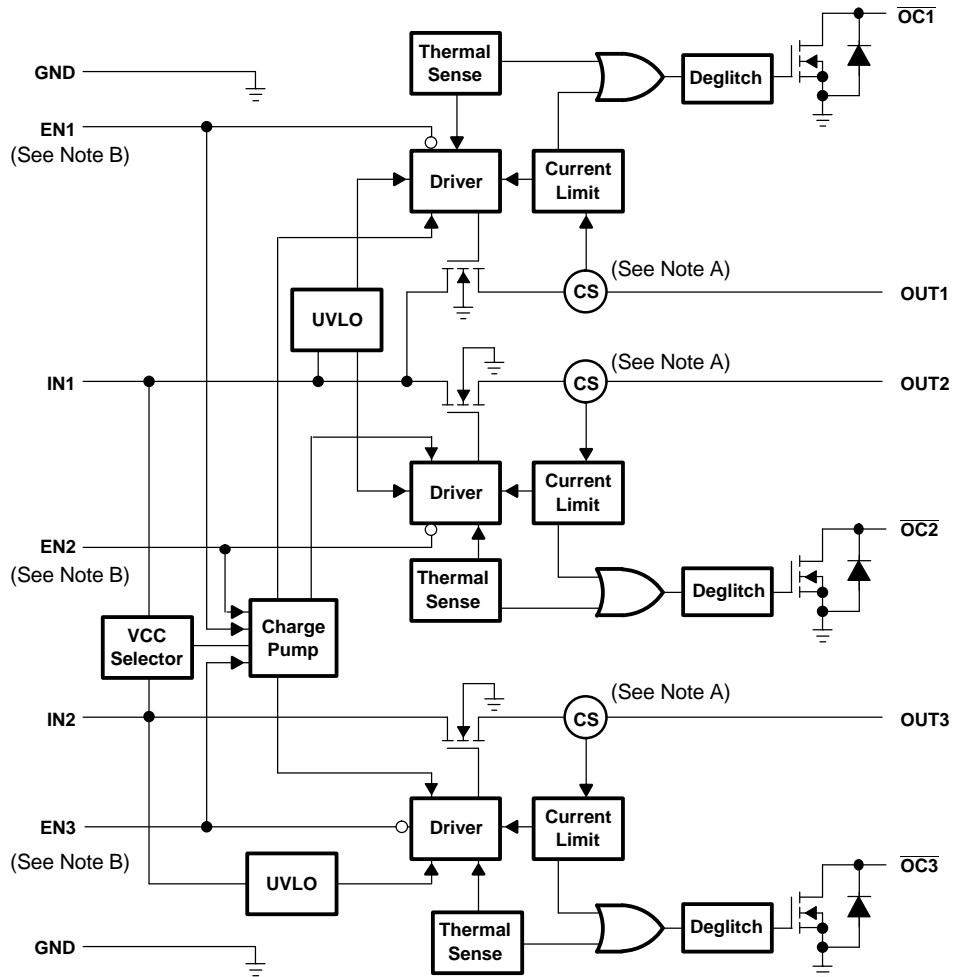 OC1
Thermal
Sense
GND
Deglitch
EN1
(See Note B)
Driver
Current
Limit
(See Note A)
CS
OUT1
UVLO
(See Note A)
IN1
CS
OUT2
Driver
Current
Limit
OC2
EN2
(See Note B)
Thermal
Sense
Deglitch
VCC
Selector
Charge
Pump
(See Note A)
IN2
CS
OUT3
EN3
(See Note B)
Driver
Current
Limit
OC3
UVLO
Deglitch
Thermal
Sense
GND